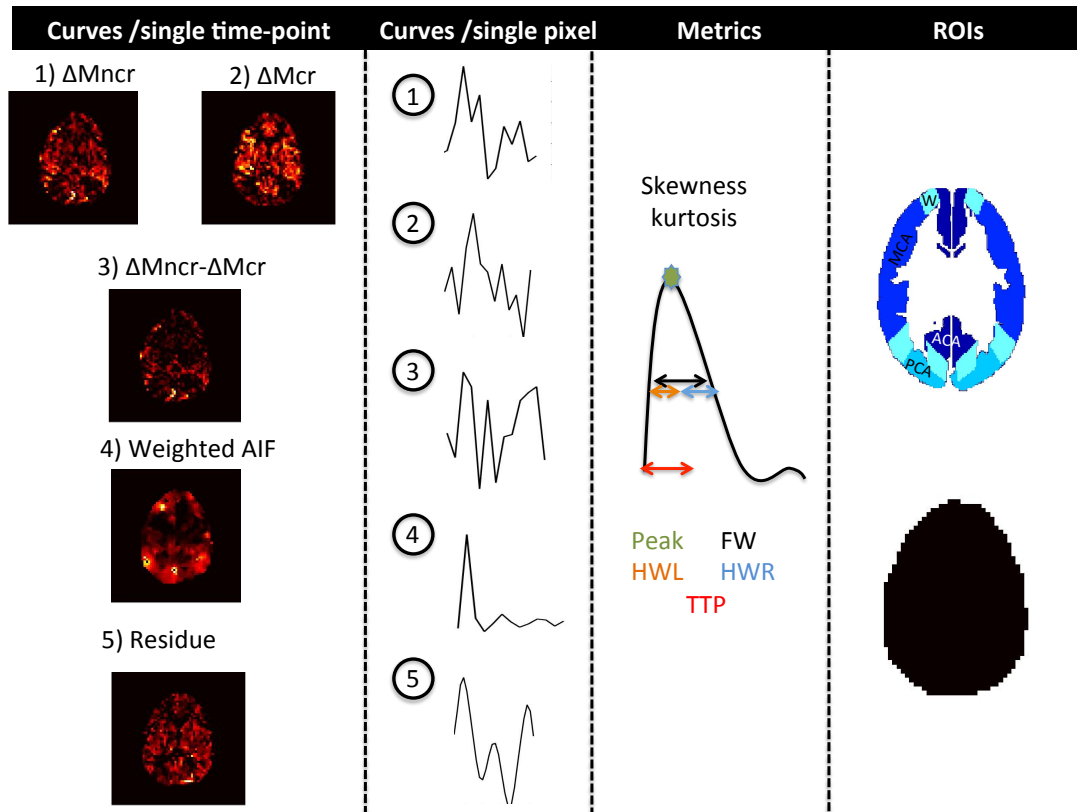 Curves /single time-point
Curves /single pixel
Metrics
ROIs
1) ΔMncr
2) ΔMcr
3) ΔMncr-ΔMcr
4) Weighted AIF
5) Residue
1
2
3
4
5
Skewness
kurtosis
Peak FW
HWL HWR
TTP
W
MCA
ACA
PCA